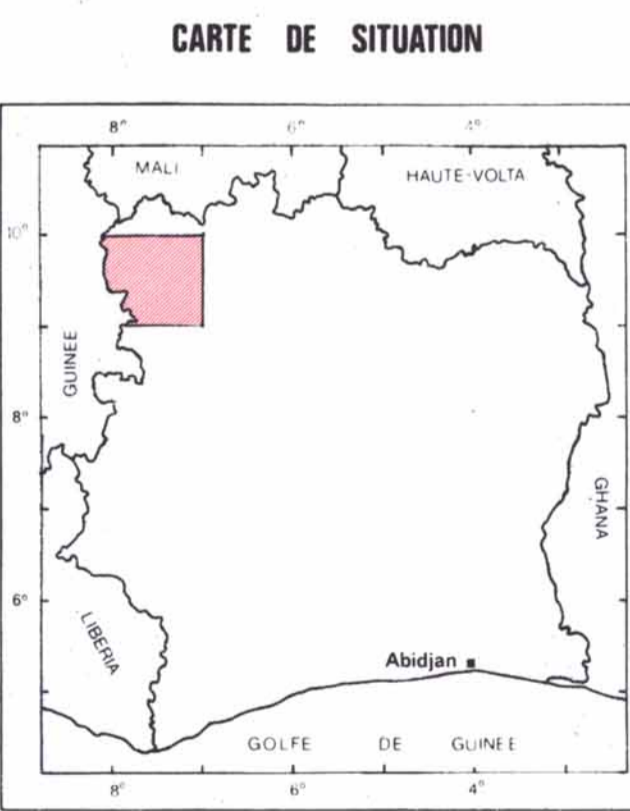 CARTE DE SITUATION
8° 6° 4°
MALI
HAUTE-VOLTA
10°
GUINEE
8°
GHANA
6°
LIBERIA
Abidjan
GOLFE DE GUINEE
8° 6° 4°